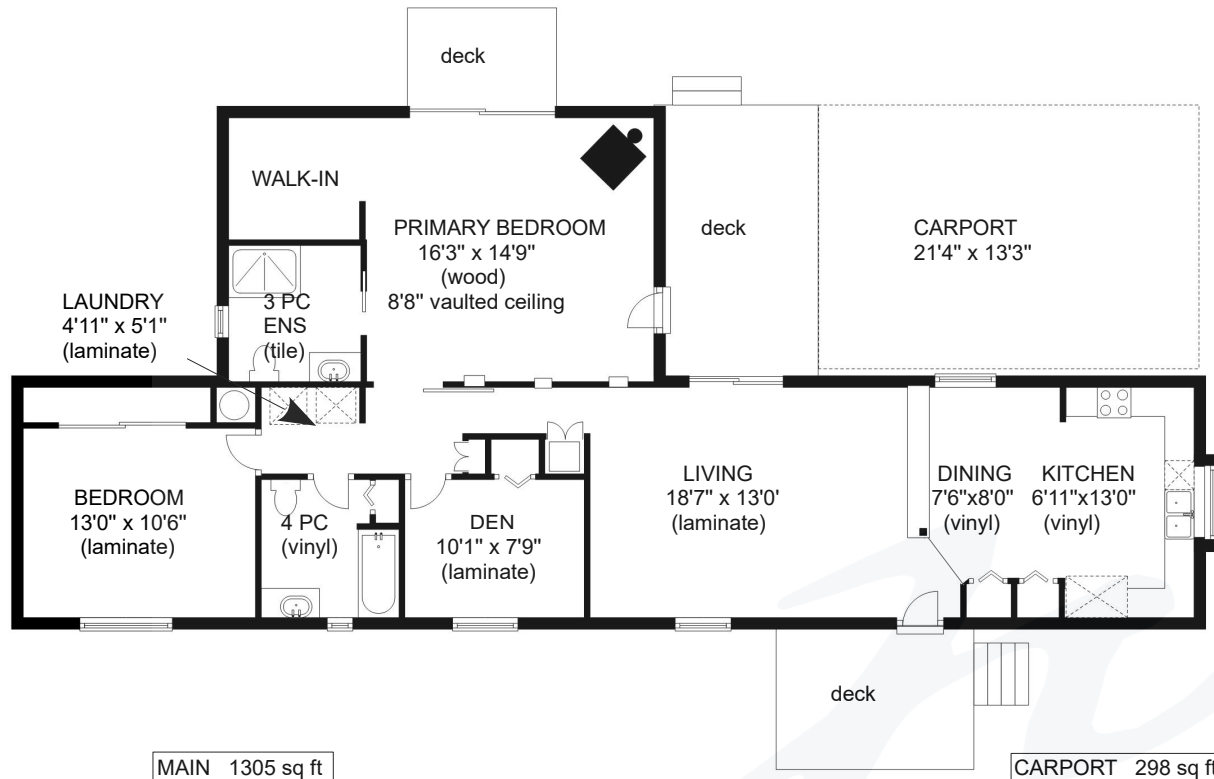 deck
WALK-IN
PRIMARY BEDROOM
16'3" x 14'9"
(wood)
8'8" vaulted ceiling
deck
CARPORT
21'4" x 13'3"
LAUNDRY
4'11" x 5'1"
(laminate)
3 PC
ENS
(tile)
BEDROOM
13'0" x 10'6"
(laminate)
4 PC
(vinyl)
DEN
10'1" x 7'9"
(laminate)
LIVING
18'7" x 13'0'
(laminate)
DINING
7'6"x8'0"
(vinyl)
KITCHEN
6'11"x13'0"
(vinyl)
deck
MAIN 1305 sq ft
CARPORT 298 sq ft